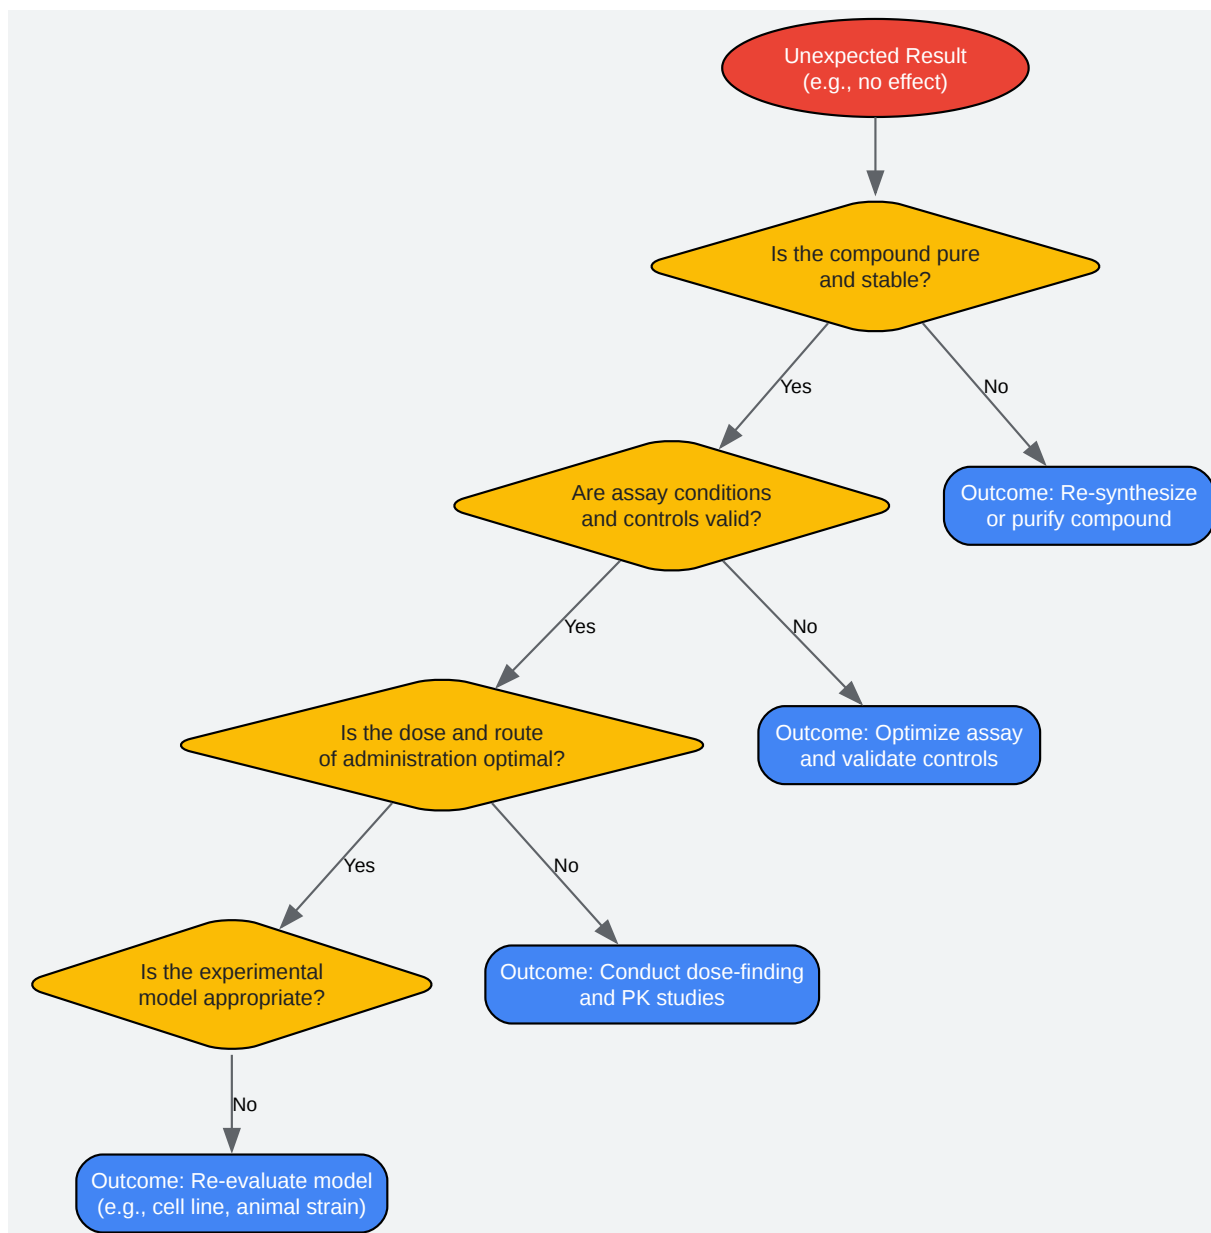 Unexpected Result
(e.g., no effect)
Is the compound pure
and stable?
Yes
No
Are assay conditions
and controls valid?
Outcome: Re-synthesize
or purify compound
Yes
No
Is the dose and route
of administration optimal?
Outcome: Optimize assay
and validate controls
Yes
No
Is the experimental
model appropriate?
Outcome: Conduct dose-finding
and PK studies
No
Outcome: Re-evaluate model
(e.g., cell line, animal strain)